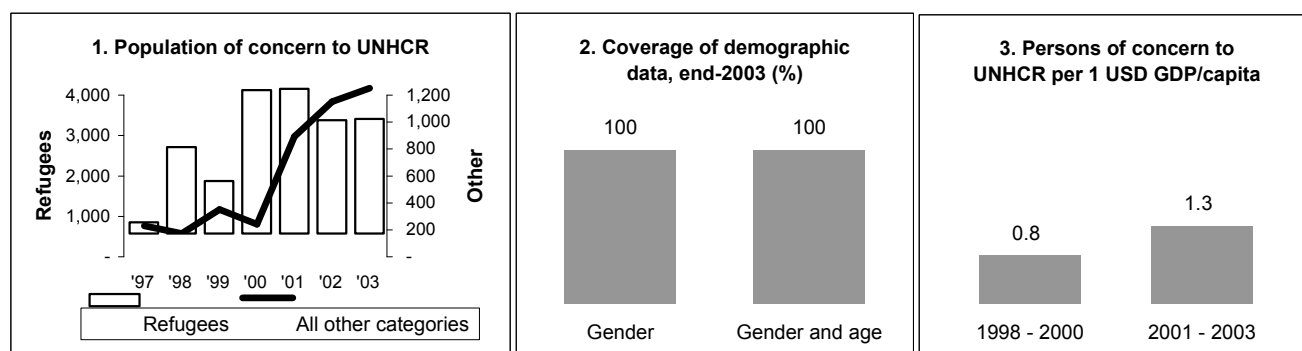 1. Population of concern to UNHCR
4,000
3,000
2,000
1,000
-
Refugees
1,200
1,000
800
600
400
200
-
Other
'97 '98 '99 '00 '01 '02 '03
Refugees All other categories
2. Coverage of demographic
data, end-2003 (%)
100 100
Gender Gender and age
3. Persons of concern to
UNHCR per 1 USD GDP/capita
0.8
1.3
1998 - 2000 2001 - 2003